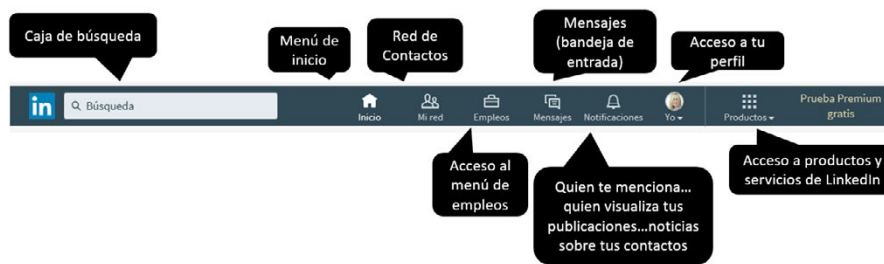 Caja de búsqueda
Menú de
inicio
Red de
Contactos
Mensajes
(bandeja de
entrada)
Acceso a tu
perfil
in
Búsqueda
Inicio
Mi red
Empleos
Mensajes
Notificaciones
Yo
Productos
Prueba Premium
gratis
Acceso al
menú de
empleos
Quien te menciona...
quien visualiza tus
publicaciones...noticias
sobre tus contactos
Acceso a productos y
servicios de LinkedIn